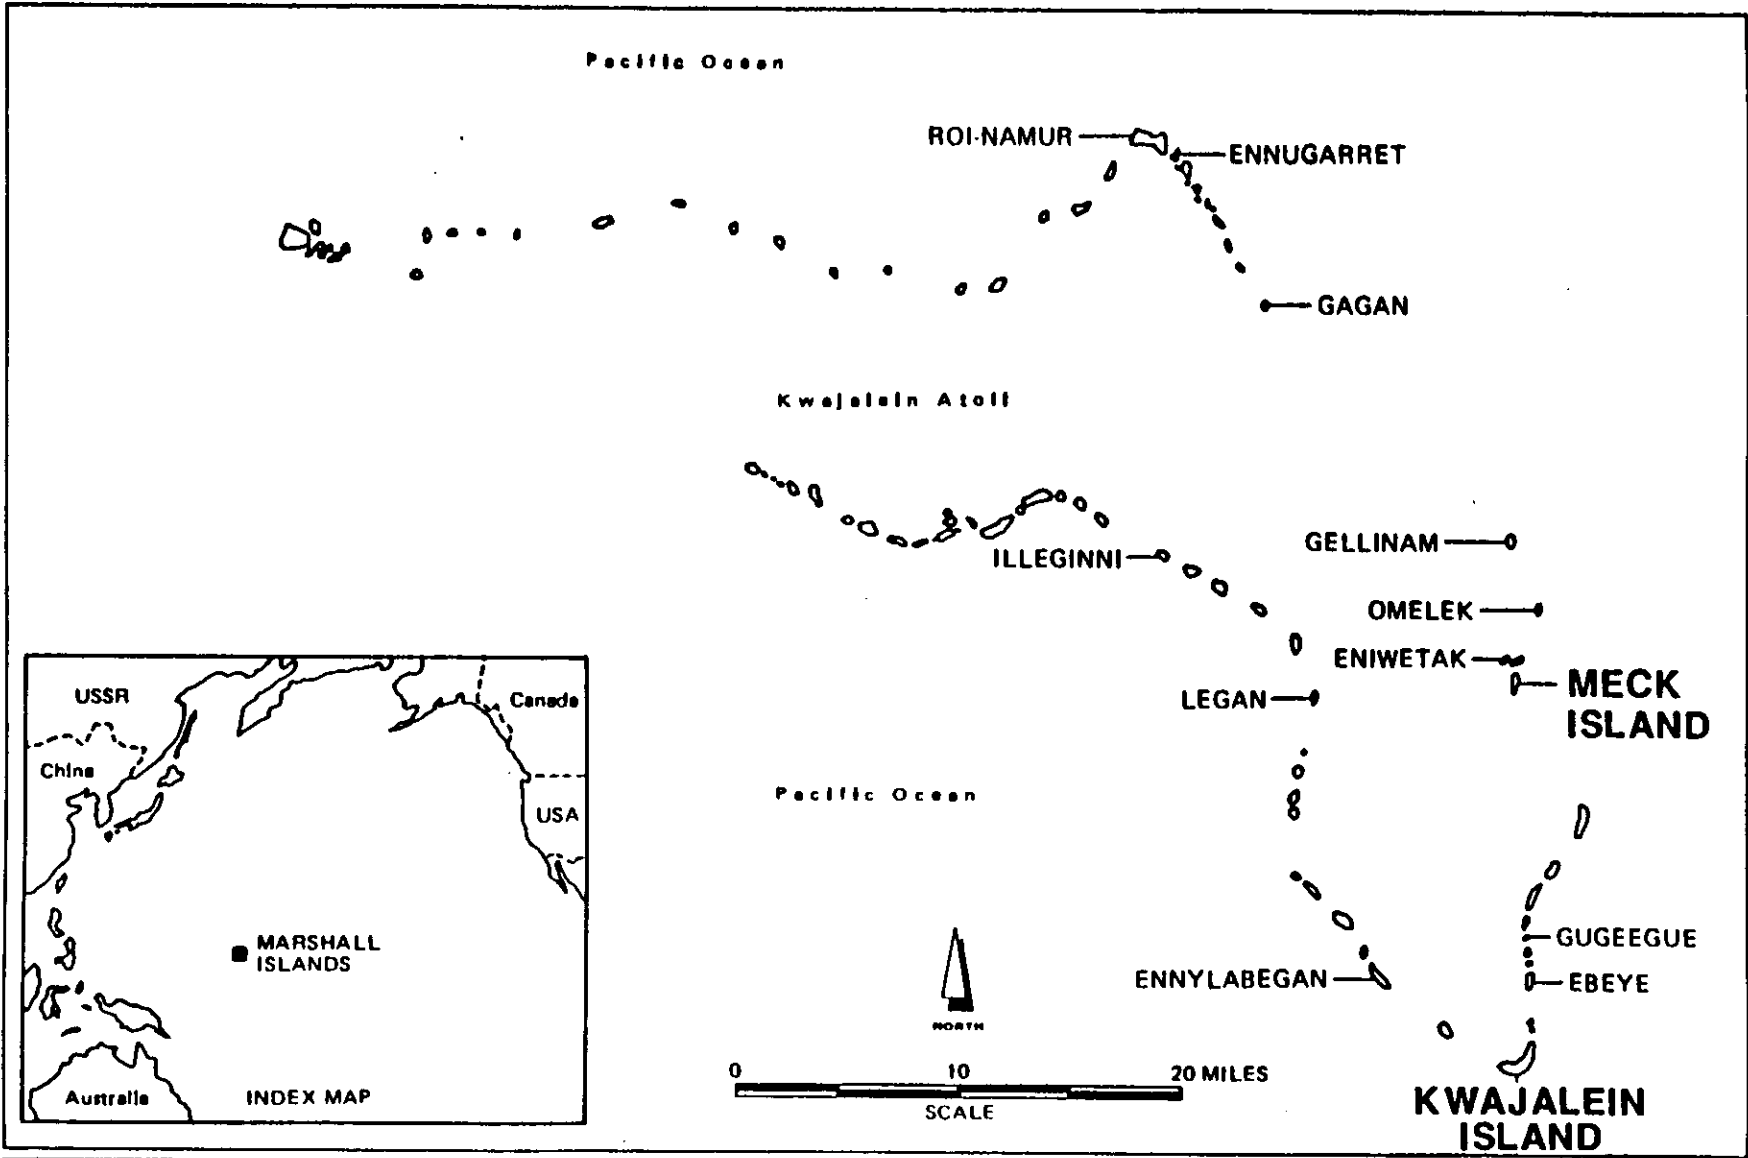 Pacific Ocean
ROI-NAMUR
ENNUGARRET
GAGAN
Kwajalein Atoll
ILLEGINNI
GELLINAM
OMELEK
ENIWETAK
MECK
ISLAND
LEGAN
Pacific Ocean
GUGEEGUE
ENNYLABEGAN
EBEYE
NORTH
0 10 20 MILES
SCALE
KWAJALEIN
ISLAND
USSR
Canada
China
USA
MARSHALL
ISLANDS
Australia
INDEX MAP